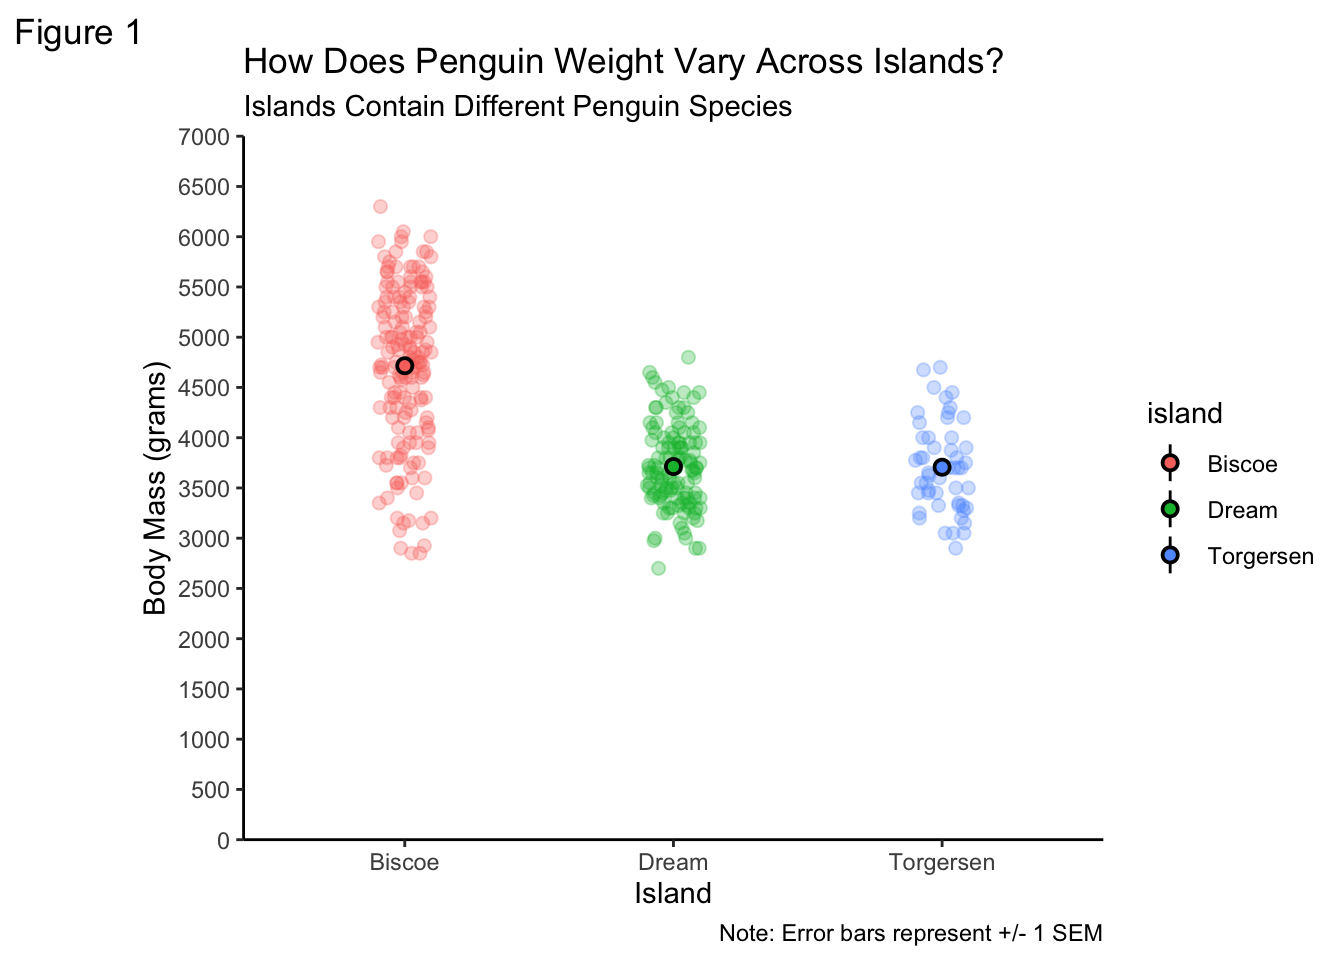 Figure 1
How Does Penguin Weight Vary Across Islands?
Islands Contain Different Penguin Species
7000
6500
6000
5500
5000
4500
4000
3500
3000
2500
2000
1500
1000
500
0
Body Mass (grams)
Biscoe Dream Torgersen
Island
island
Biscoe
Dream
Torgersen
Note: Error bars represent +/- 1 SEM